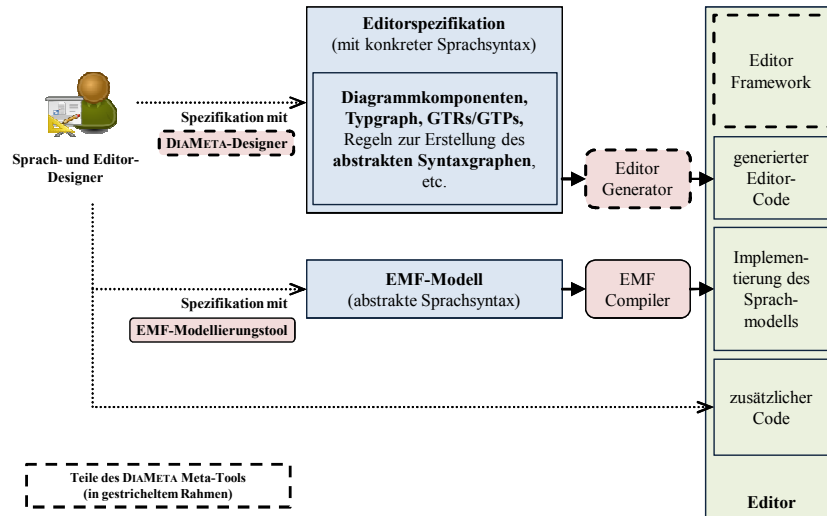 Editorspezifikation
(mit konkreter Sprachsyntax)
Editor
Framework
Diagrammkomponenten,
Typgraph, GTRs/GTPs,
Regeln zur Erstellung des
abstrakten Syntaxgraphen,
etc.
Spezifikation mit
DIAMETA-Designer
Sprach- und Editor-
Designer
Editor
Generator
generierter
Editor-
Code
EMF-Modell
(abstrakte Sprachsyntax)
EMF
Compiler
Implemen-
tierung des
Sprach-
modells
Spezifikation mit
EMF-Modellierungstool
zusätzlicher
Code
Teile des DIAMETA Meta-Tools
(in gestricheltem Rahmen)
Editor